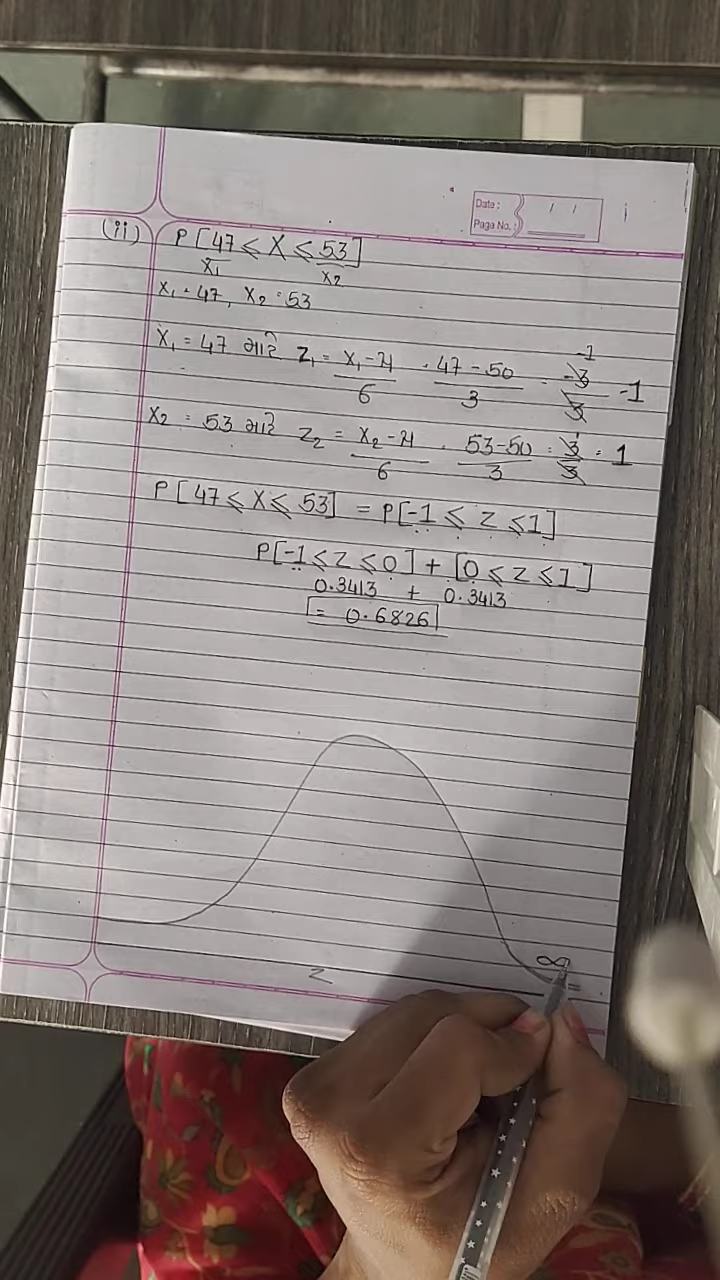 Date : / /
Page No. :
(ii) P [ 47 ≤ X ≤ 53 ]
X₁ X₂
X₁ = 47, X₂ = 53
X₁ = 47 માટે Z₁ = X₁ - μ / 6 = 47 - 50 / 3 = -3 / 3 = -1
X₂ = 53 માટે Z₂ = X₂ - μ / 6 = 53 - 50 / 3 = 3 / 3 = 1
P [ 47 ≤ X ≤ 53 ] = P[ -1 ≤ Z ≤ 1 ]
P[ -1 ≤ Z ≤ 0 ] + [ 0 ≤ Z ≤ 1 ]
0.3413 + 0.3413
= 0.6826
∞
Z